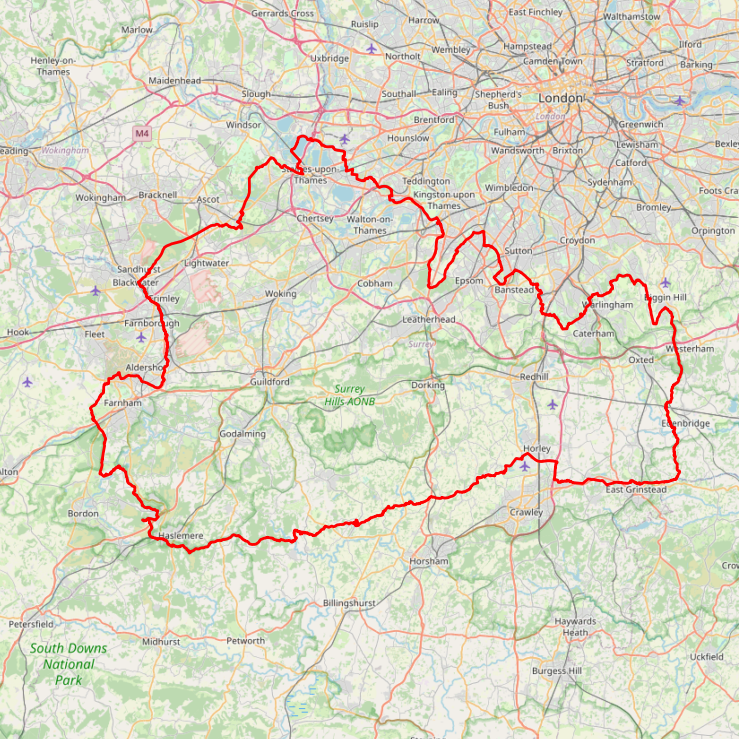 Gerrards Cross
East Finchley
Walthamstow
Marlow
Ruislip
Harrow
Hampstead
Ilford
Henley-on-
Thames
Uxbridge
Northolt
Wembley
Camden Town
Stratford
Barking
Maidenhead
Slough
Southall
Ealing
Shepherd's
Bush
London
Windsor
Brentford
London
Greenwich
M4
Hounslow
Fulham
Lewisham
Bexley
eading
Wokingham
Wandsworth
Brixton
Catford
Staines-upon
Thames
Teddington
Sydenham
Wokingham
Bracknell
Ascot
Kingston-upon
Thames
Wimbledon
Foots Cra
Chertsey
Walton-on-
Thames
Bromley
Orpington
Sutton
Croydon
Sandhurst
Lightwater
Blackwater
Cobham
Epsom
Banstead
Biggin Hill
Camley
Woking
Warlingham
Hook
Fleet
Farnborough
Leatherhead
Caterham
Westerham
Surrey
Oxted
Aldershot
Guildford
Surrey
Hills AONB
Dorking
Redhill
Farnham
Edenbridge
Godalming
Horley
Alton
East Grinstead
Bordon
Crawley
Haslemere
Horsham
Crow
Billingshurst
Petersfield
Haywards
Heath
South Downs
National
Park
Midhurst
Petworth
Uckfield
Burgess Hill